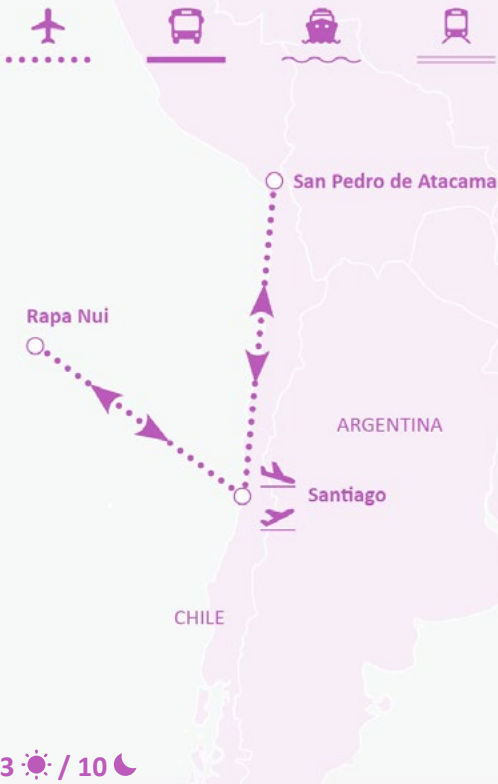 San Pedro de Atacama
Rapa Nui
ARGENTINA
Santiago
CHILE
3 / 10